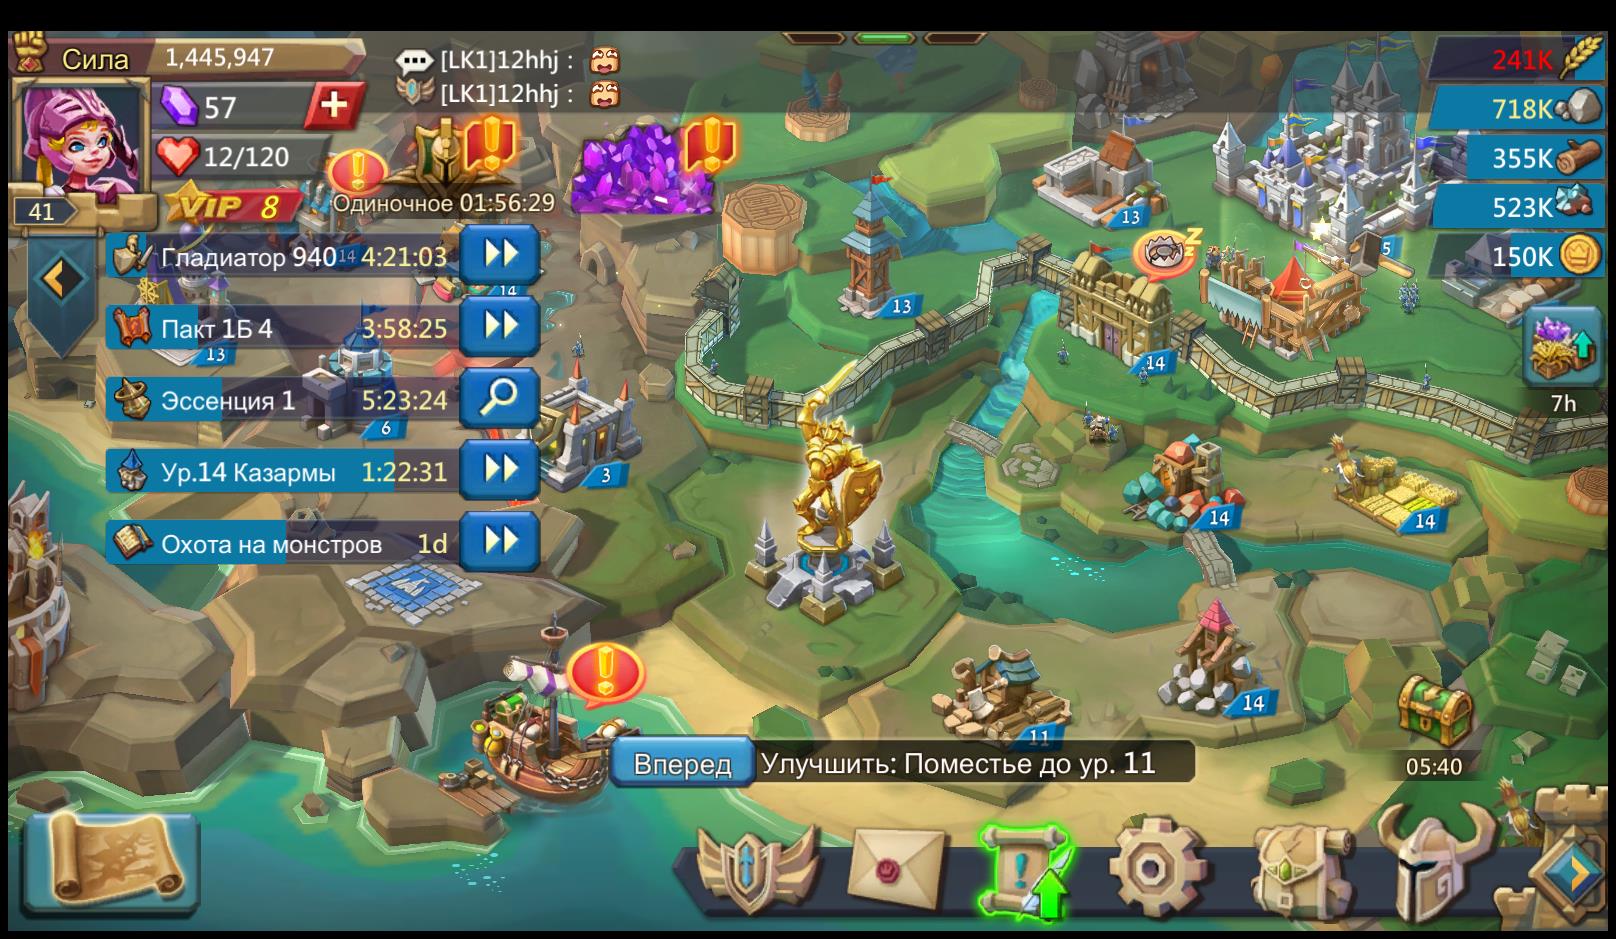 Сила 1,445,947
[LK1]12hhj :
[LK1]12hhj :
57
12/120
41
VIP 8
Одиночное 01:56:29
241K
718K
355K
523K
150K
7h
Гладиатор 940 4:21:03
14
14
Пакт 1Б 4 3:58:25
13
Эссенция 1 5:23:24
6
Ур.14 Казармы 1:22:31
3
Охота на монстров 1d
13
5
13
14
14
14
14
11
Вперед Улучшить: Поместье до ур. 11
05:40